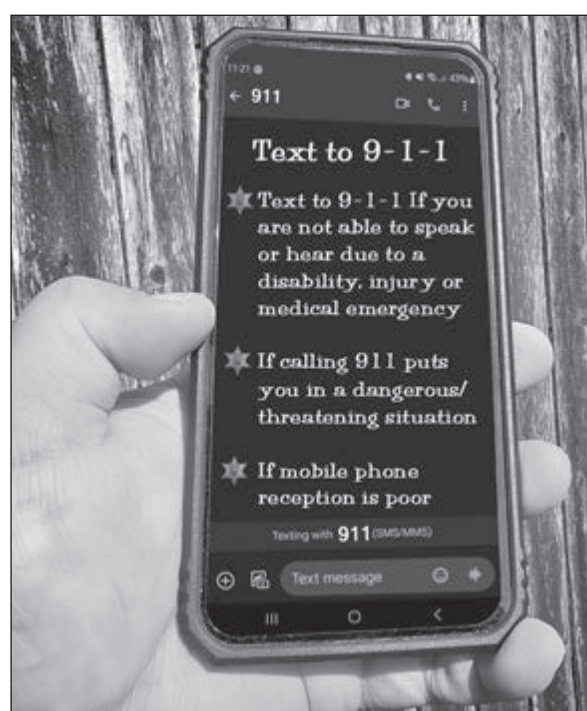 11:21 43%
← 911
Text to 9-1-1
Text to 9-1-1 If you
are not able to speak
or hear due to a
disability, injury or
medical emergency
If calling 911 puts
you in a dangerous/
threatening situation
If mobile phone
reception is poor
Texting with 911 (SMS/MMS)
Text message